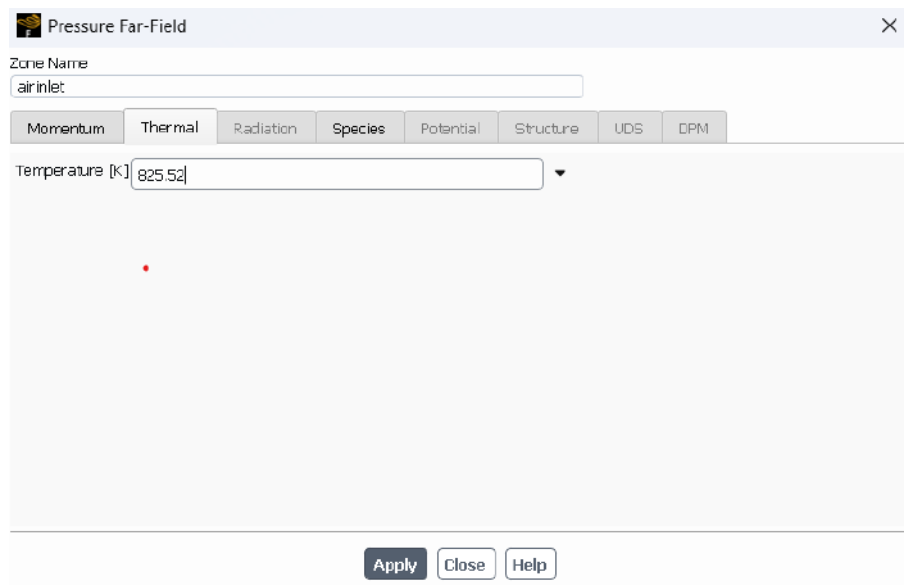 Pressure Far-Field
Zone Name
airinlet
Momentum Thermal Radiation Species Potential Structure UDS DPM
Temperature [K] 825.52
Apply Close Help